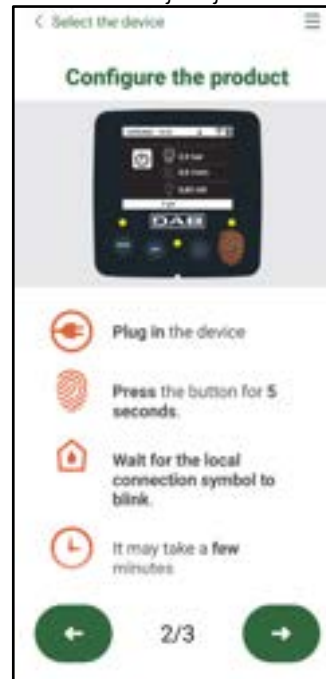 < Select the device
Configure the product
DAB
Plug in the device
Press the button for 5
seconds.
Wait for the local
connection symbol to
blink.
It may take a few
minutes
2/3